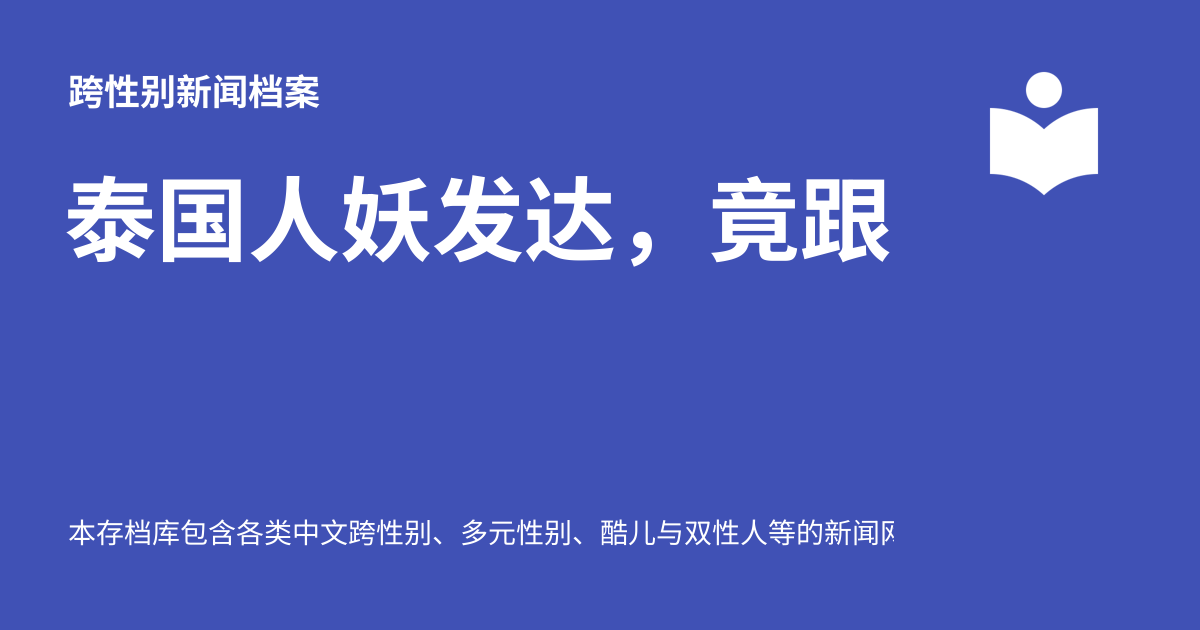 跨性别新闻档案
泰国人妖发达，竟跟
本存档库包含各类中文跨性别、多元性别、酷儿与双性人等的新闻